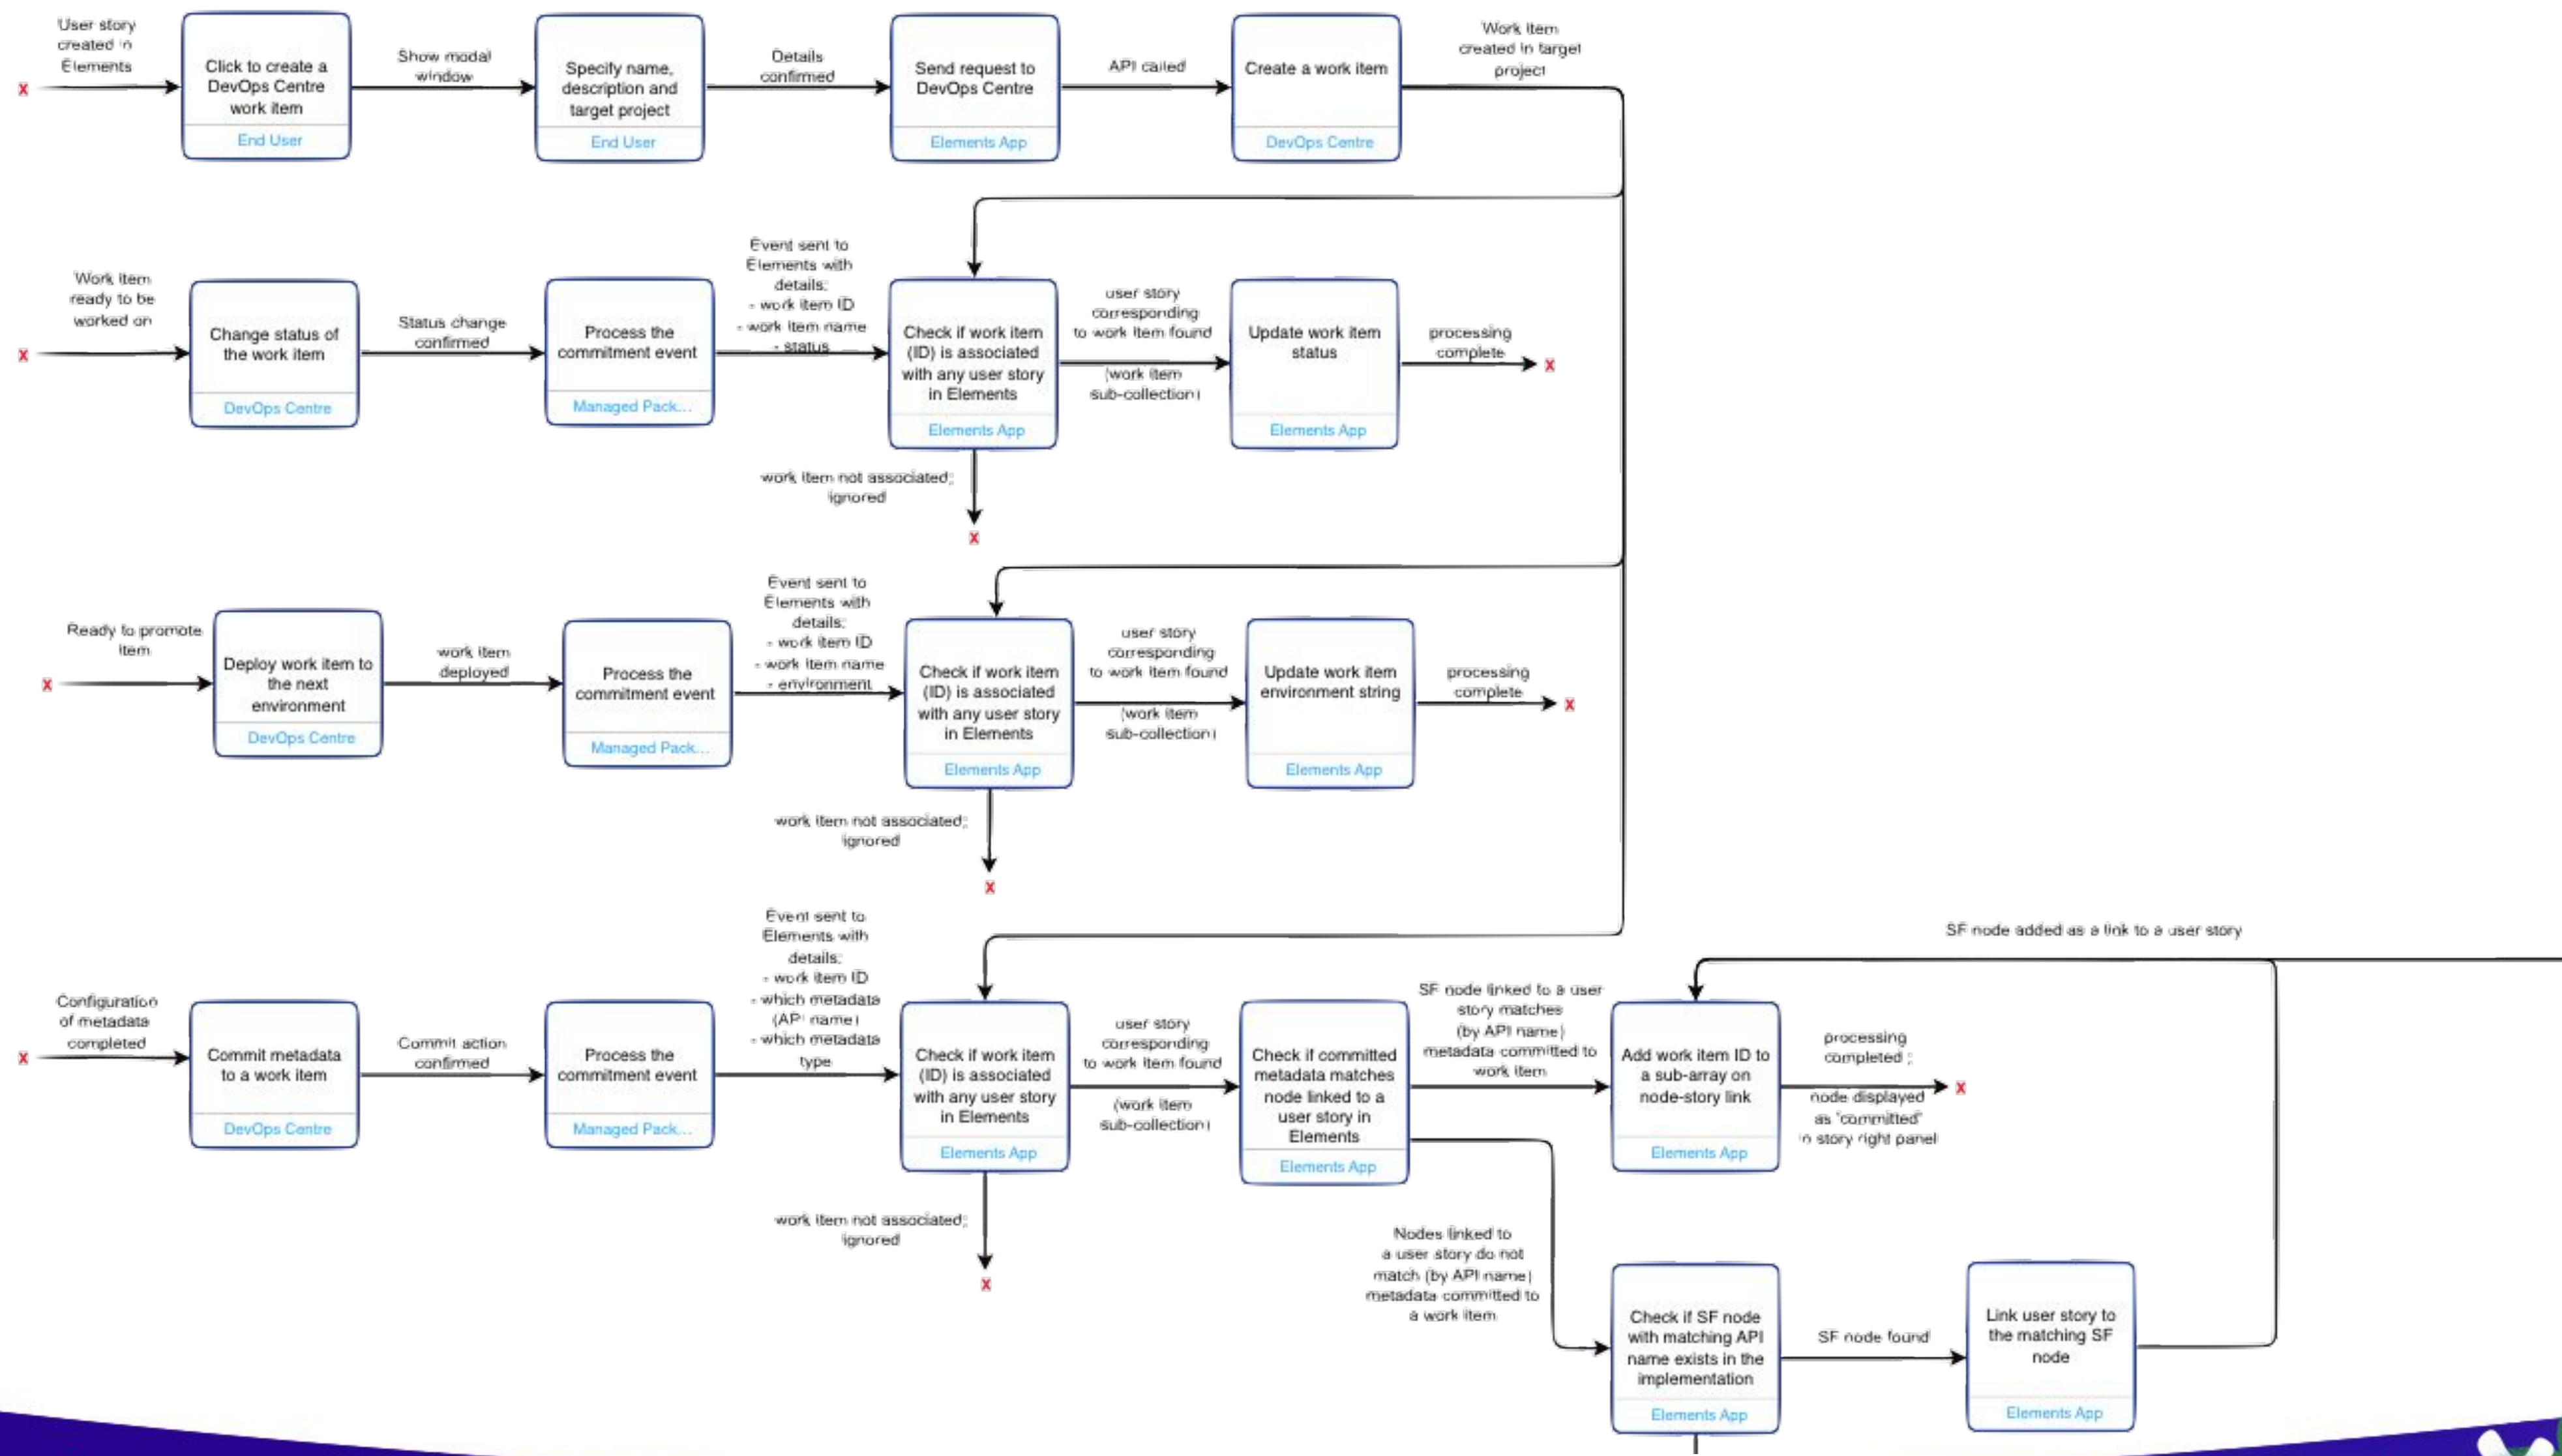 User story
created in
Elements
Click to create a
DevOps Centre
work item
End User
Show modal
window
Specify name,
description and
target project
End User
Details
confirmed
Send request to
DevOps Centre
Elements App
API called
Create a work item
DevOps Centre
Work item
created in target
project
X
Work item
ready to be
worked on
X
Change status of
the work item
DevOps Centre
Status change
confirmed
Process the
commitment event
Managed Pack...
Event sent to
Elements with
details:
- work item ID
- work item name
- status
Check if work item
(ID) is associated
with any user story
in Elements
Elements App
user story
corresponding
to work item found
(work item
sub-collection)
Update work item
status
Elements App
processing
complete
X
work item not associated;
ignored
X
Ready to promote
item
X
Deploy work item to
the next
environment
DevOps Centre
work item
deployed
Process the
commitment event
Managed Pack...
Event sent to
Elements with
details:
- work item ID
- work item name
- environment
Check if work item
(ID) is associated
with any user story
in Elements
Elements App
user story
corresponding
to work item found
(work item
sub-collection)
Update work item
environment string
Elements App
processing
complete
X
work item not associated;
ignored
X
Configuration
of metadata
completed
X
Commit metadata
to a work item
DevOps Centre
Commit action
confirmed
Process the
commitment event
Managed Pack...
Event sent to
Elements with
details:
- work item ID
- which metadata
(API name)
- which metadata
type
Check if work item
(ID) is associated
with any user story
in Elements
Elements App
user story
corresponding
to work item found
(work item
sub-collection)
Check if committed
metadata matches
node linked to a
user story in
Elements
Elements App
SF node linked to a user
story matches
(by API name)
metadata committed to
work item
SF node added as a link to a user story
Add work item ID to
a sub-array on
node-story link
Elements App
processing
completed ;
node displayed
as "committed"
in story right panel
X
work item not associated;
ignored
X
Nodes linked to
a user story do not
match (by API name)
metadata committed to
a work item
Check if SF node
with matching API
name exists in the
implementation
Elements App
SF node found
Link user story to
the matching SF
node
Elements App